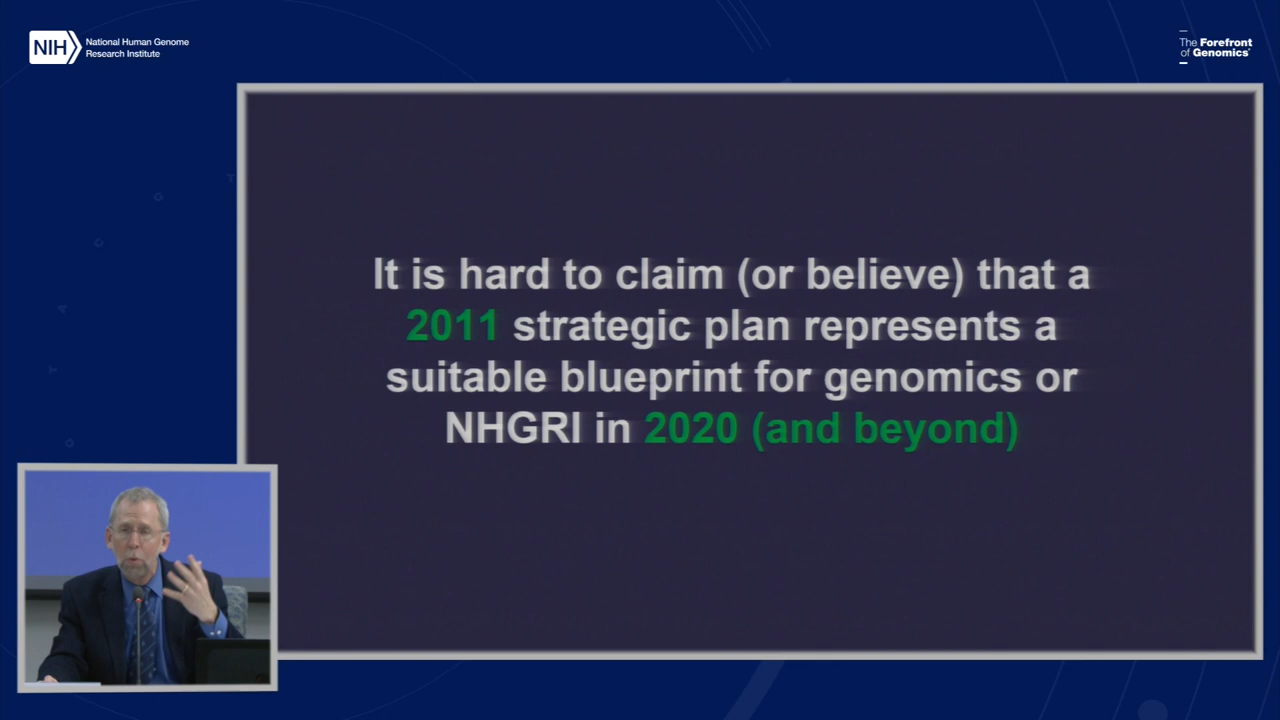 NIH
National Human Genome
Research Institute
The Forefront
of Genomics®
It is hard to claim (or believe) that a
2011 strategic plan represents a
suitable blueprint for genomics or
NHGRI in 2020 (and beyond)